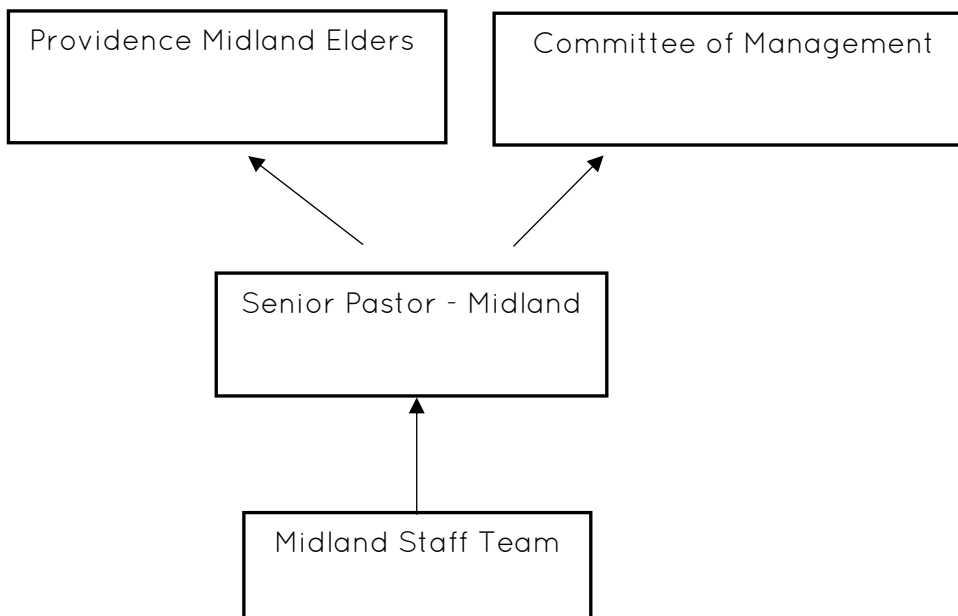 Providence Midland Elders
Committee of Management
Senior Pastor - Midland
Midland Staff Team